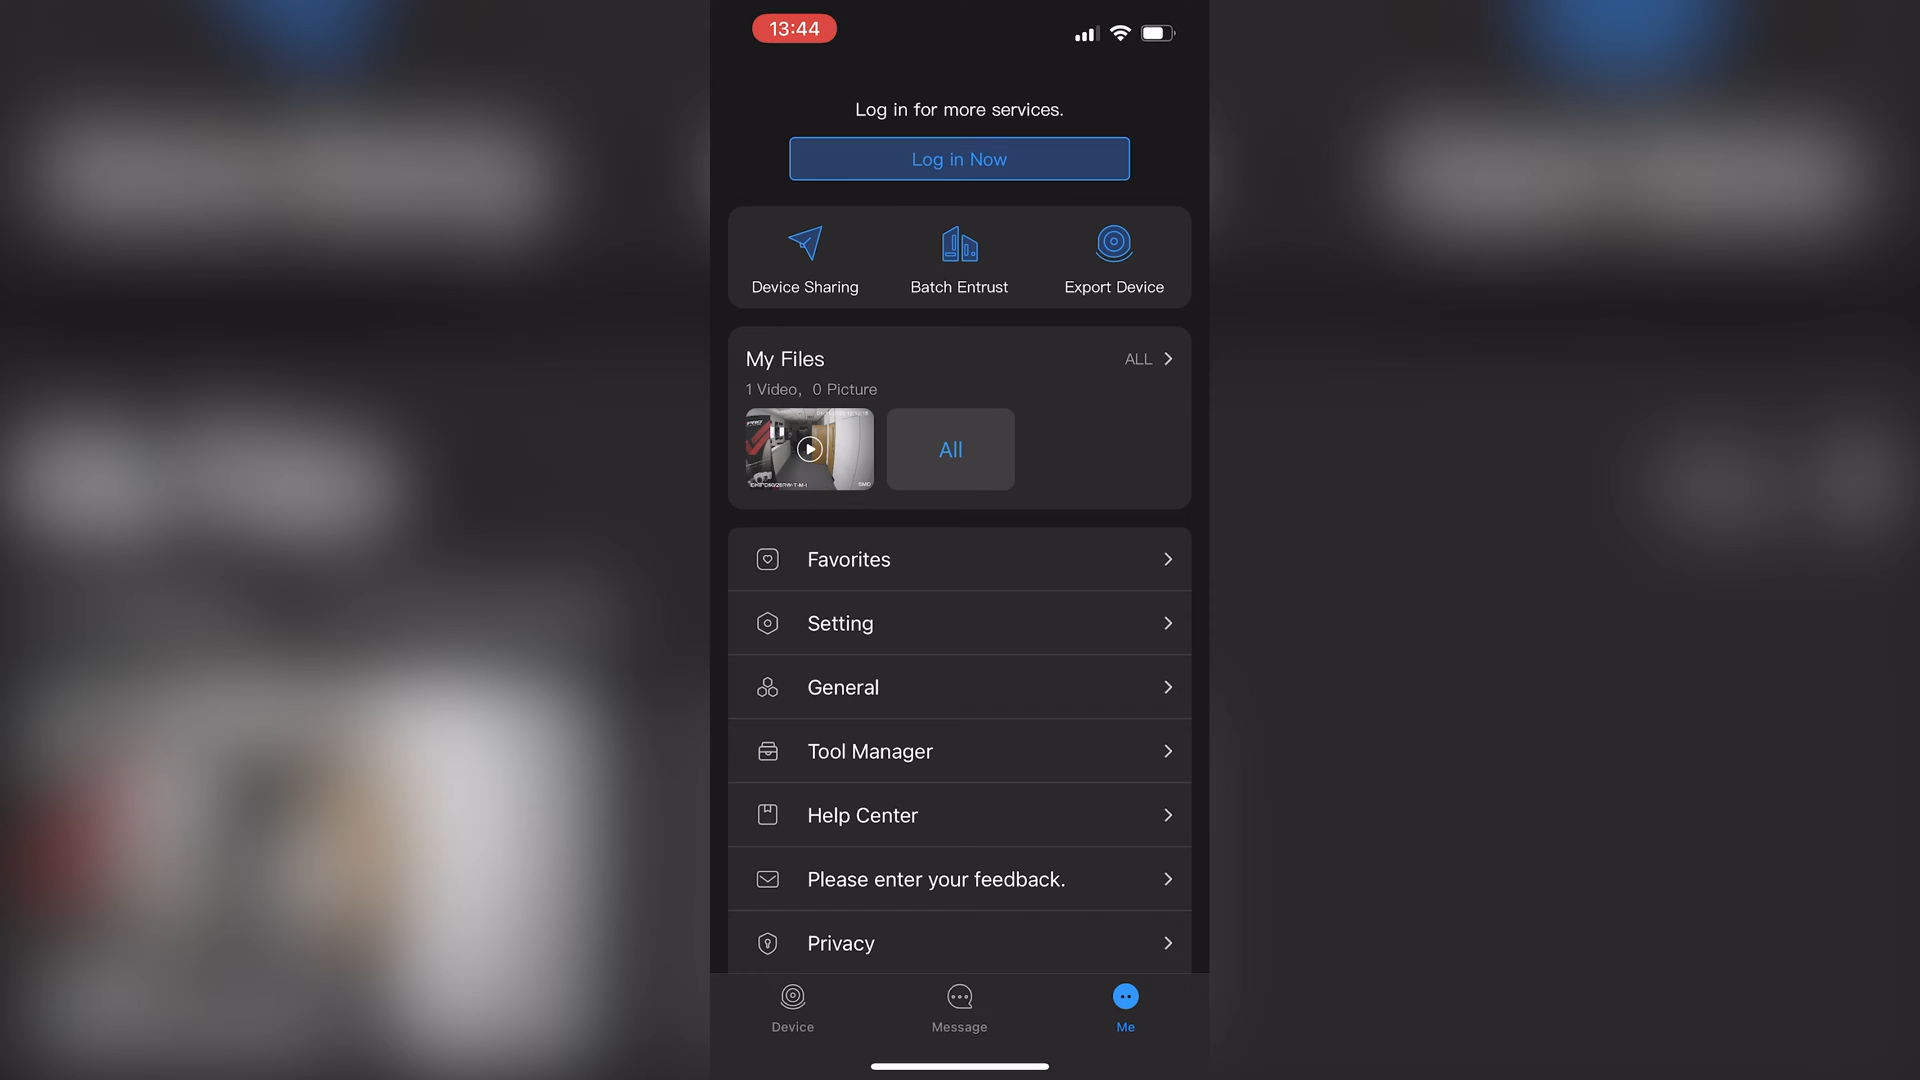 13:44
Log in for more services.
Log in Now
Device Sharing
Batch Entrust
Export Device
My Files
ALL
1 Video, 0 Picture
All
Favorites
Setting
General
Tool Manager
Help Center
Please enter your feedback.
Privacy
Device
Message
Me